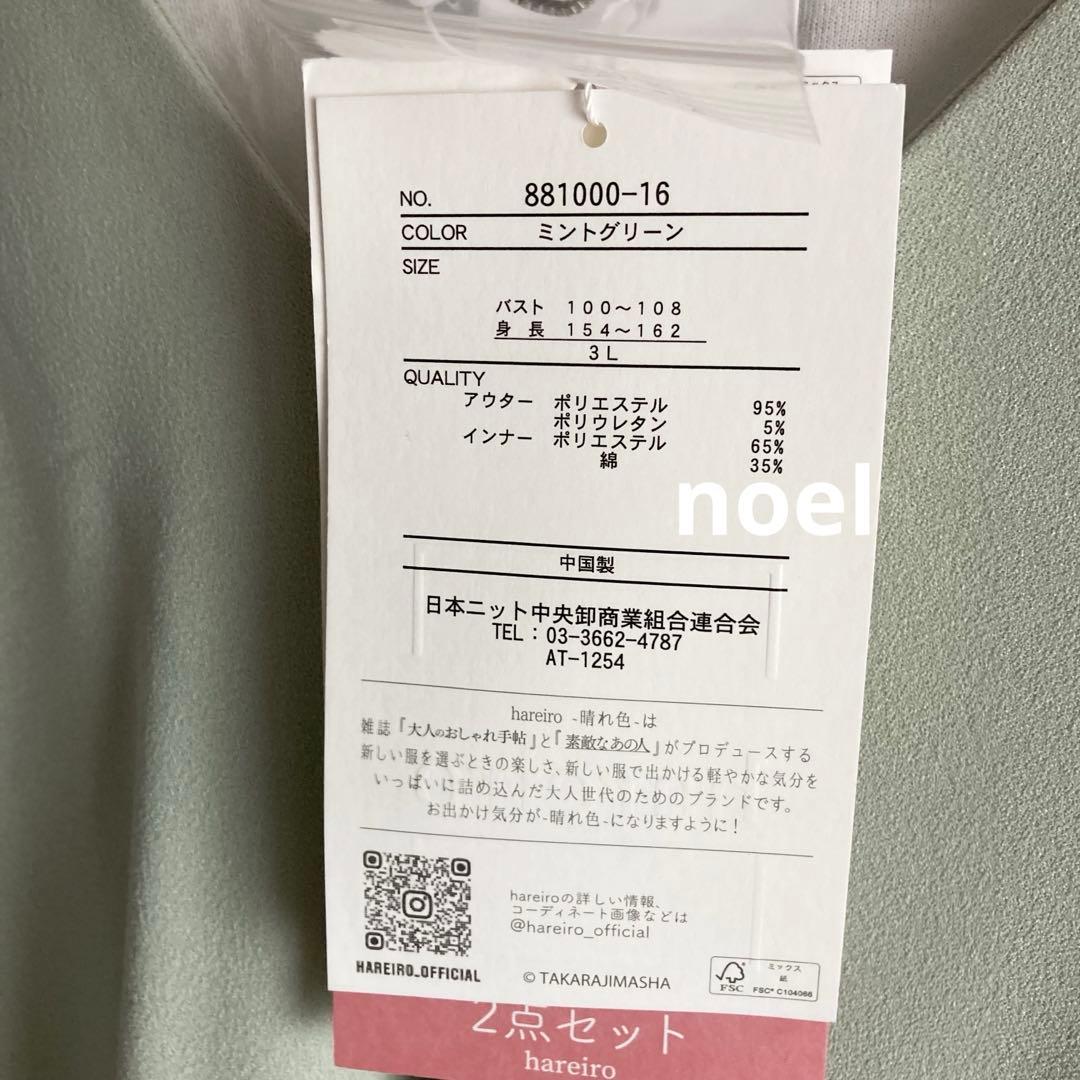 ミックス
NO. 881000-16
COLOR ミントグリーン
SIZE
バスト 100〜108
身長 154〜162
3L
QUALITY
アウター ポリエステル 95%
ポリウレタン 5%
インナー ポリエステル 65%
綿 35%
noel
中国製
日本ニット中央卸商業組合連合会
TEL:03-3662-4787
AT-1254
hareiro -晴れ色-は
雑誌『大人のおしゃれ手帖』と『素敵なあの人』がプロデュースする
新しい服を選ぶときの楽しさ、新しい服で出かける軽やかな気分を
いっぱいに詰め込んだ大人世代のためのブランドです。
お出かけ気分が-晴れ色-になりますように!
hareiroの詳しい情報、
コーディネート画像などは
@hareiro_official
HAREIRO_OFFICIAL
© TAKARAJIMASHA
FSC
ミックス
紙
FSC® C104066
2点セット
hareiro